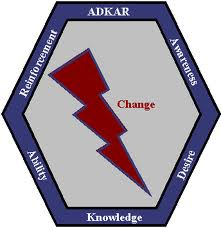 ADKAR
Awareness
Desire
Knowledge
Ability
Reinforcement
Change